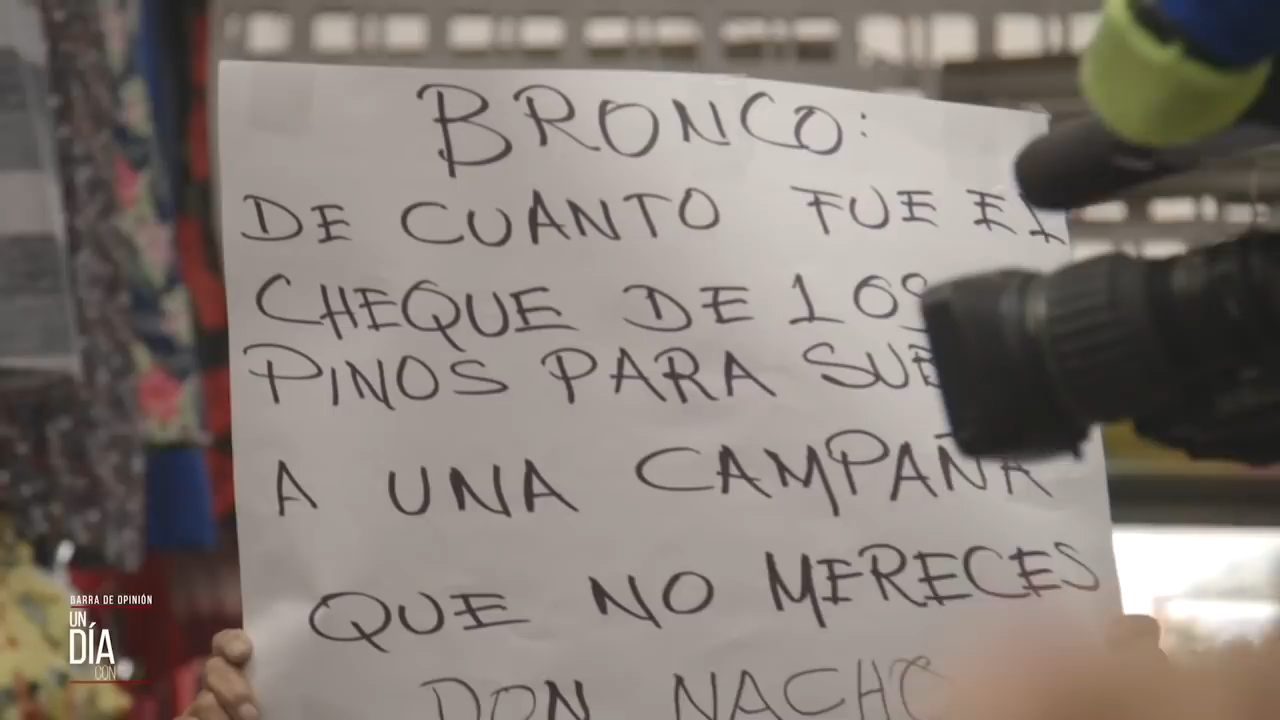 BRONCO:
DE CUANTO FUE EL
CHEQUE DE LOS
PINOS PARA
A UNA CAMPAÑA
QUE NO MERECES
DON NACHO
BARRA DE OPINIÓN
UN
DÍA
CON